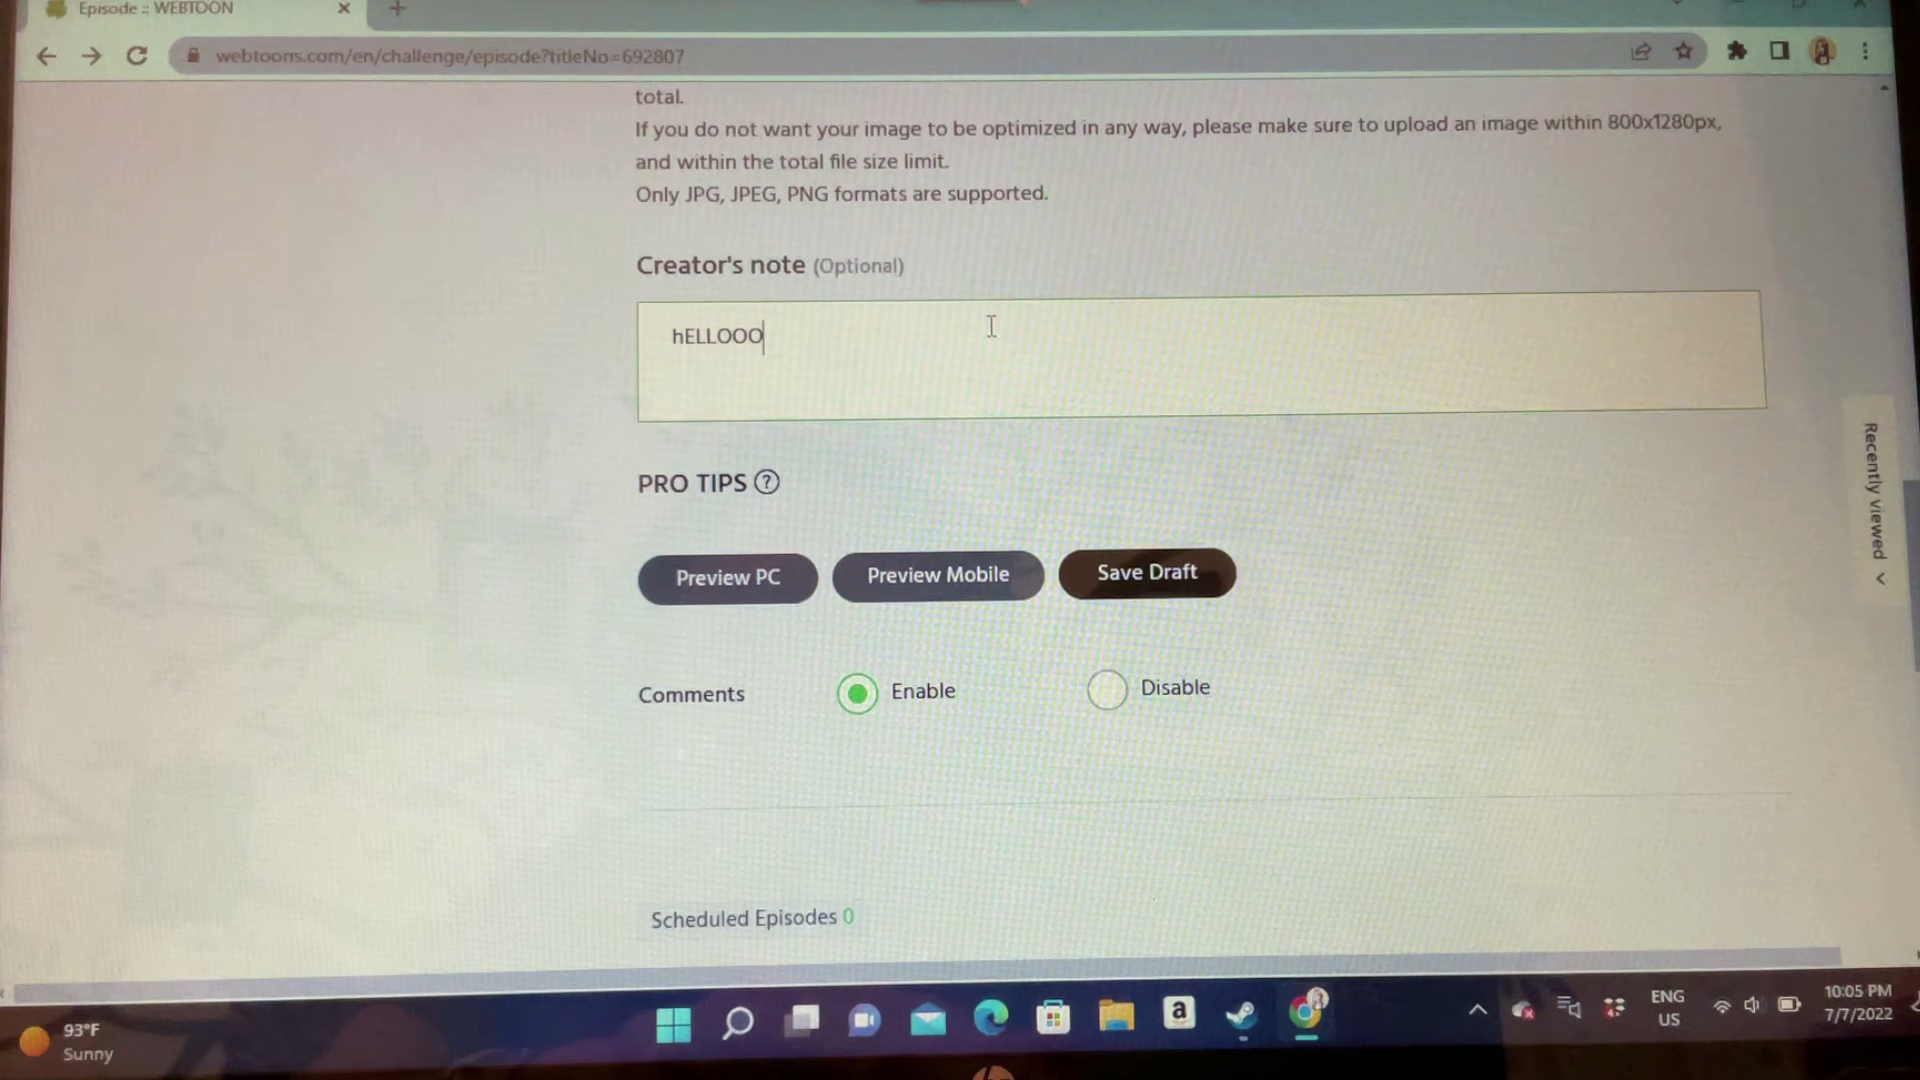 Episode :: WEBTOON
webtoons.com/en/challenge/episode?titleNo=692807
total.
If you do not want your image to be optimized in any way, please make sure to upload an image within 800x1280px,
and within the total file size limit.
Only JPG, JPEG, PNG formats are supported.
Creator's note (Optional)
hELLOOO
PRO TIPS ?
Preview PC
Preview Mobile
Save Draft
Comments
Enable
Disable
Recently viewed
Scheduled Episodes 0
93°F
Sunny
ENG
US
10:05 PM
7/7/2022